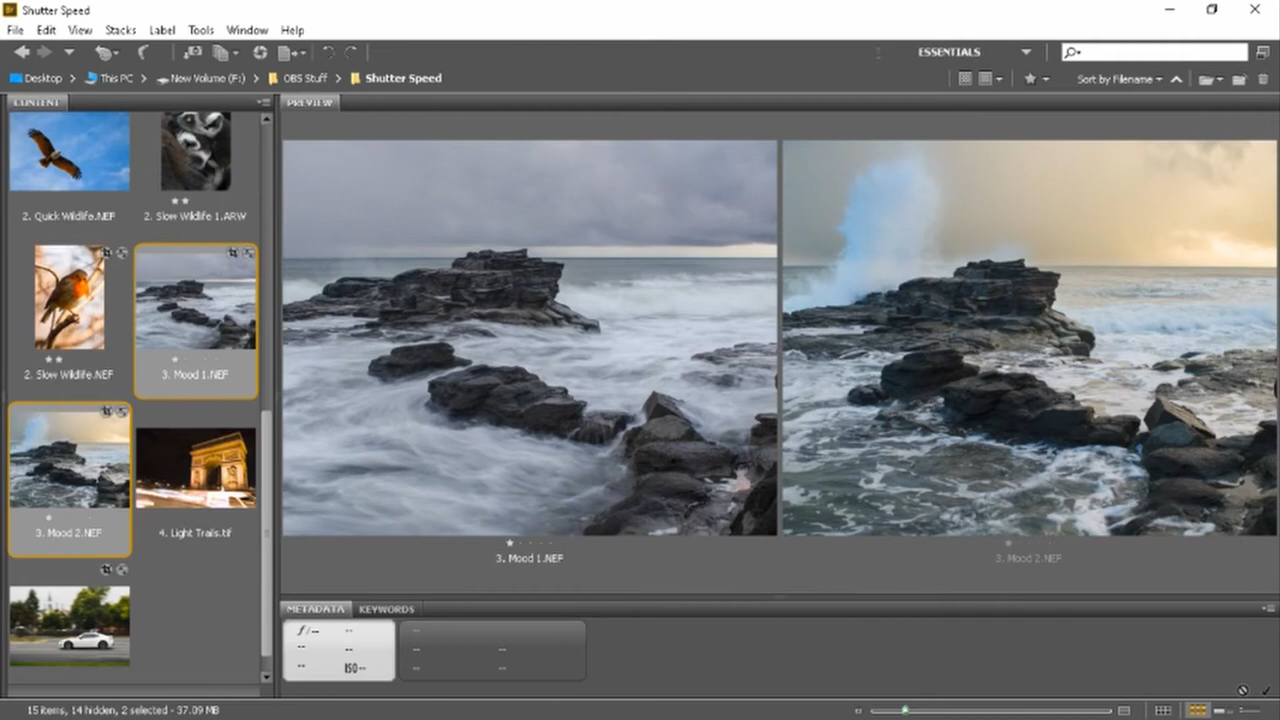 Br Shutter Speed
File Edit View Stacks Label Tools Window Help
ESSENTIALS
Desktop This PC New Volume (F:) OBS Stuff Shutter Speed
Sort by Filename
CONTENT
PREVIEW
2. Quick Wildlife.NEF
2. Slow Wildlife 1.ARW
2. Slow Wildlife.NEF
3. Mood 1.NEF
3. Mood 2.NEF
4. Light Trails.tif
3. Mood 1.NEF
3. Mood 2.NEF
METADATA KEYWORDS
f/-- --
-- --
-- ISO--
--
-- --
-- --
15 items, 14 hidden, 2 selected - 37.09 MB